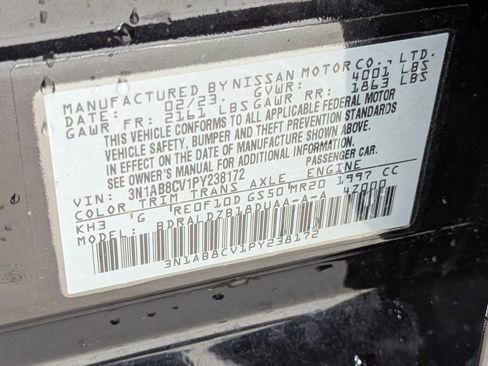 MANUFACTURED BY NISSAN MOTOR CO., LTD.
DATE: 02/23. GVWR: 4001 LBS
GAWR FR: 2161 LBS GAWR RR: 1863 LBS
THIS VEHICLE CONFORMS TO ALL APPLICABLE FEDERAL MOTOR
VEHICLE SAFETY, BUMPER AND THEFT PREVENTION STANDARDS
IN EFFECT ON THE DATE OF MANUFACTURE SHOWN ABOVE.
SEE OWNER'S MANUAL FOR ADDITIONAL INFORMATION.
VIN: 3N1AB8CV1PY238172 PASSENGER CAR.
COLOR TRIM TRANS AXLE ENGINE
KH3 G RE0F10D GS50 MR20 1997 CC
MODEL: BDRALDZB18DUAA-A-A 4Z000
3N1AB8CV1PY238172